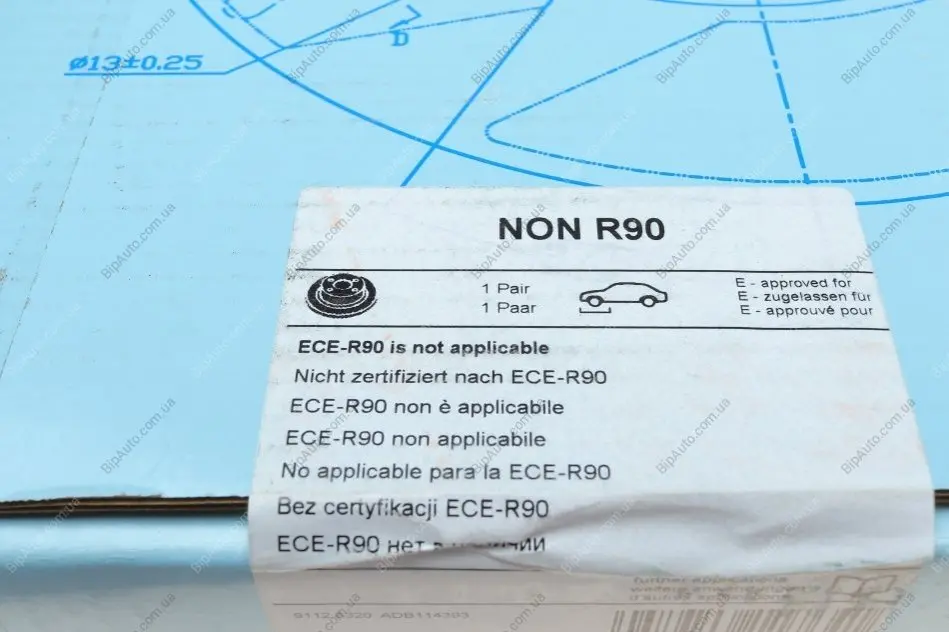 D
ø13±0.25
NON R90
1 Pair
1 Paar
E - approved for
E - zugelassen für
E - approuvé pour
ECE-R90 is not applicable
Nicht zertifiziert nach ECE-R90
ECE-R90 non è applicabile
ECE-R90 non applicabile
No applicable para la ECE-R90
Bez certyfikacji ECE-R90
ECE-R90 нет
further applications
BipAuto.com.ua